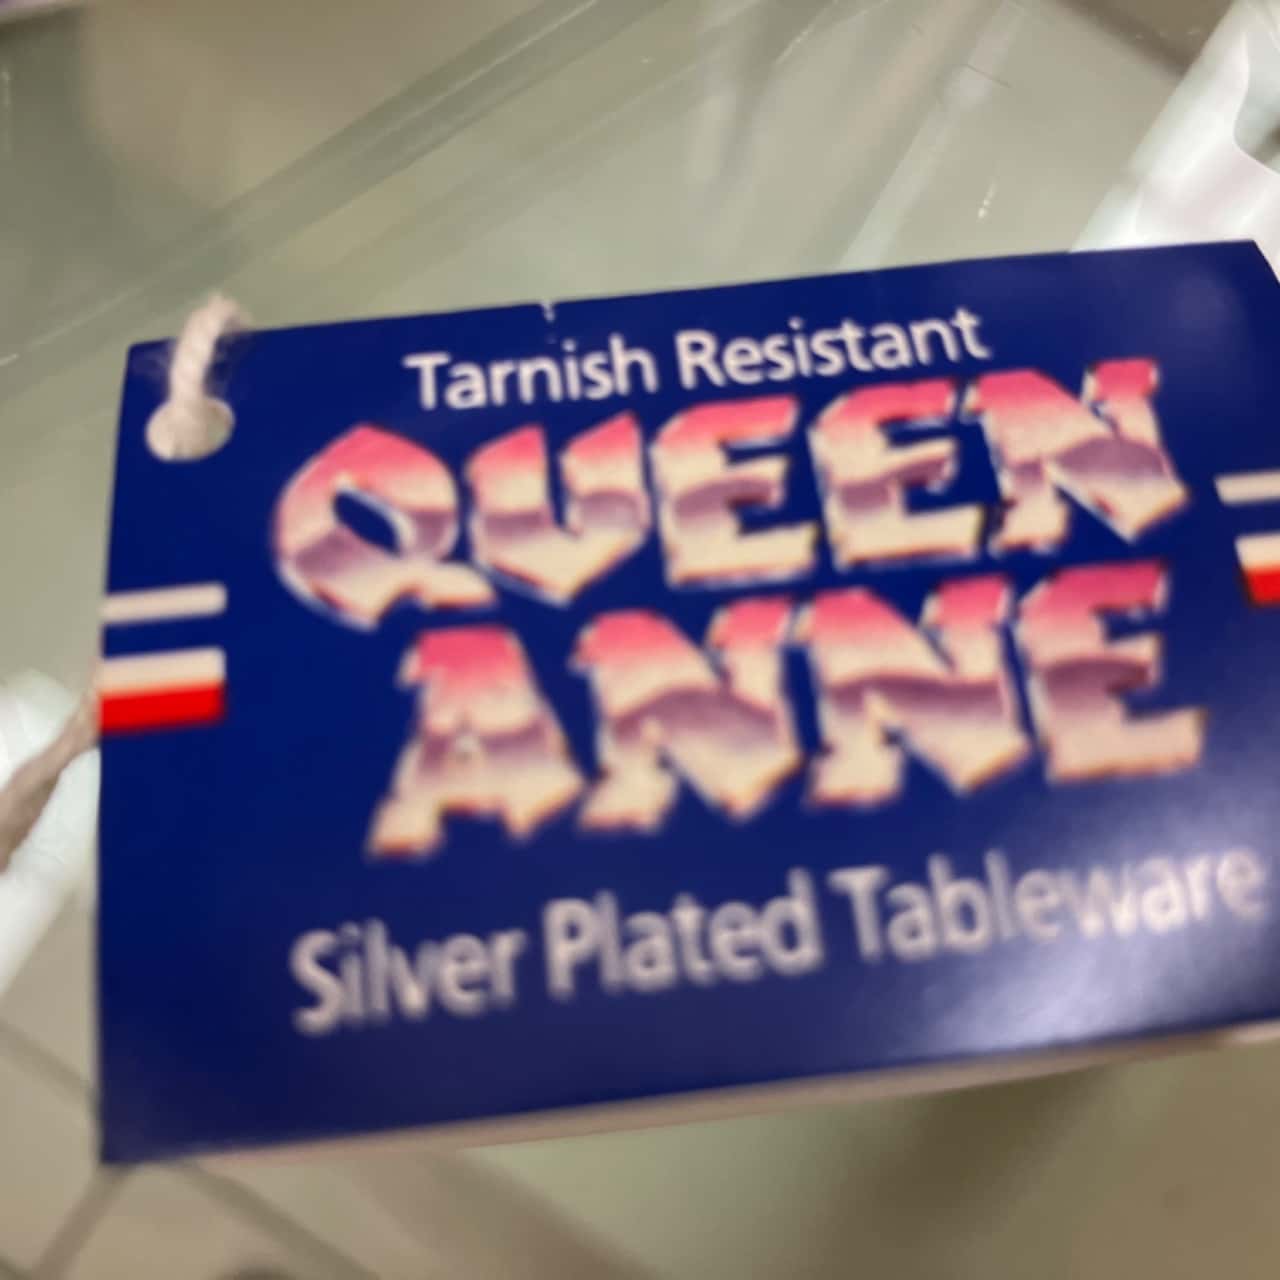 Tarnish Resistant
QUEEN
ANNE
Silver Plated Tableware